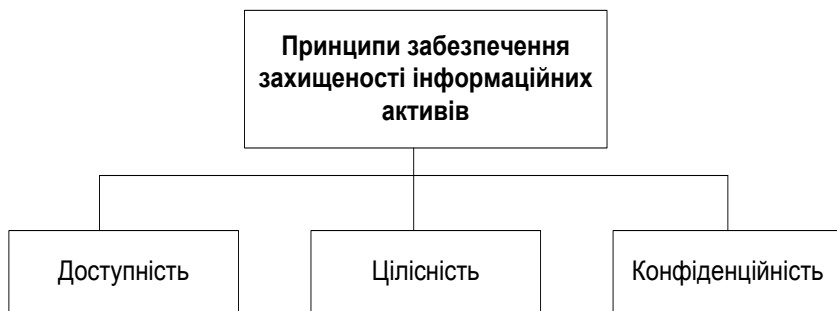 Принципи забезпечення
захищеності інформаційних
активів
Доступність
Цілісність
Конфіденційність